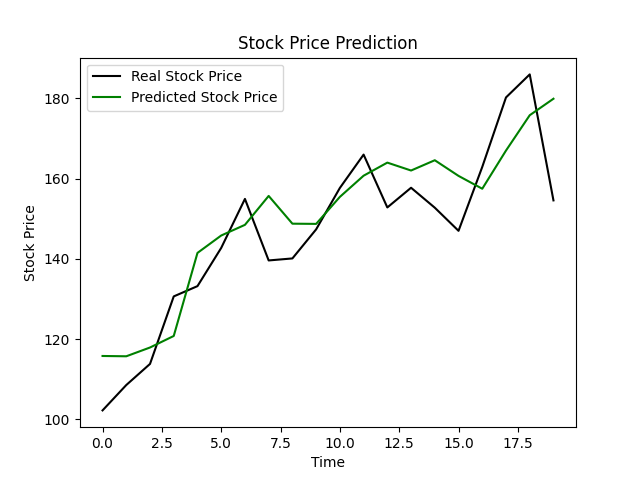 Stock Price Prediction
Real Stock Price
Predicted Stock Price
Stock Price
180
160
140
120
100
0.0 2.5 5.0 7.5 10.0 12.5 15.0 17.5
Time